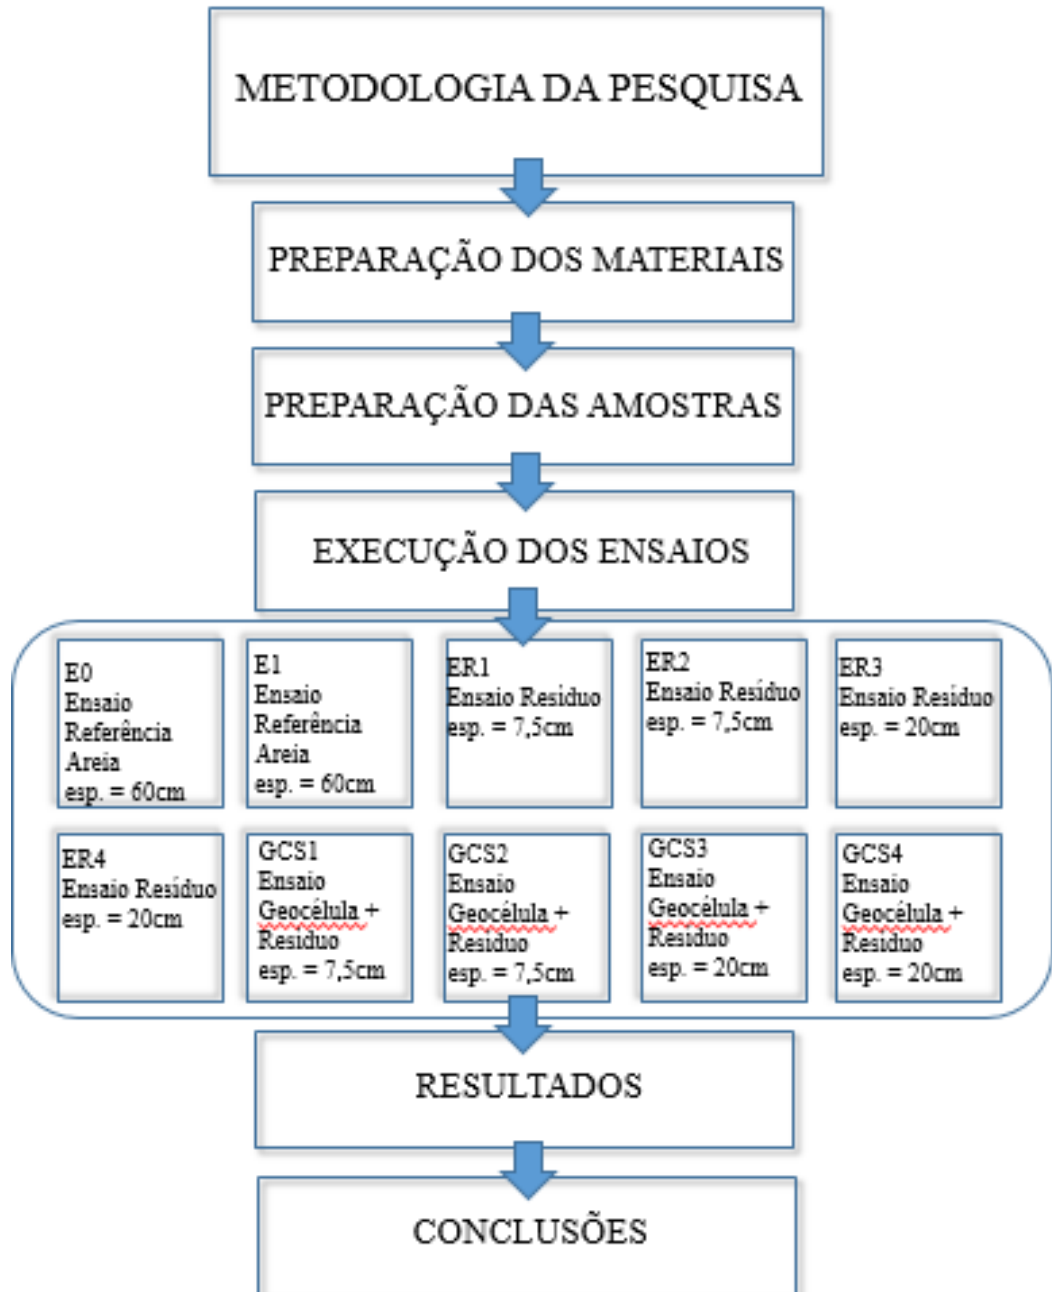 METODOLOGIA DA PESQUISA
PREPARAÇÃO DOS MATERIAIS
PREPARAÇÃO DAS AMOSTRAS
EXECUÇÃO DOS ENSAIOS
E0
Ensaio
Referência
Areia
esp. = 60cm
E1
Ensaio
Referência
Areia
esp. = 60cm
ER1
Ensaio Resíduo
esp. = 7,5cm
ER2
Ensaio Resíduo
esp. = 7,5cm
ER3
Ensaio Resíduo
esp. = 20cm
ER4
Ensaio Resíduo
esp. = 20cm
GCS1
Ensaio
Geocélula +
Resíduo
esp. = 7,5cm
GCS2
Ensaio
Geocélula +
Resíduo
esp. = 7,5cm
GCS3
Ensaio
Geocélula +
Resíduo
esp. = 20cm
GCS4
Ensaio
Geocélula +
Resíduo
esp. = 20cm
RESULTADOS
CONCLUSÕES